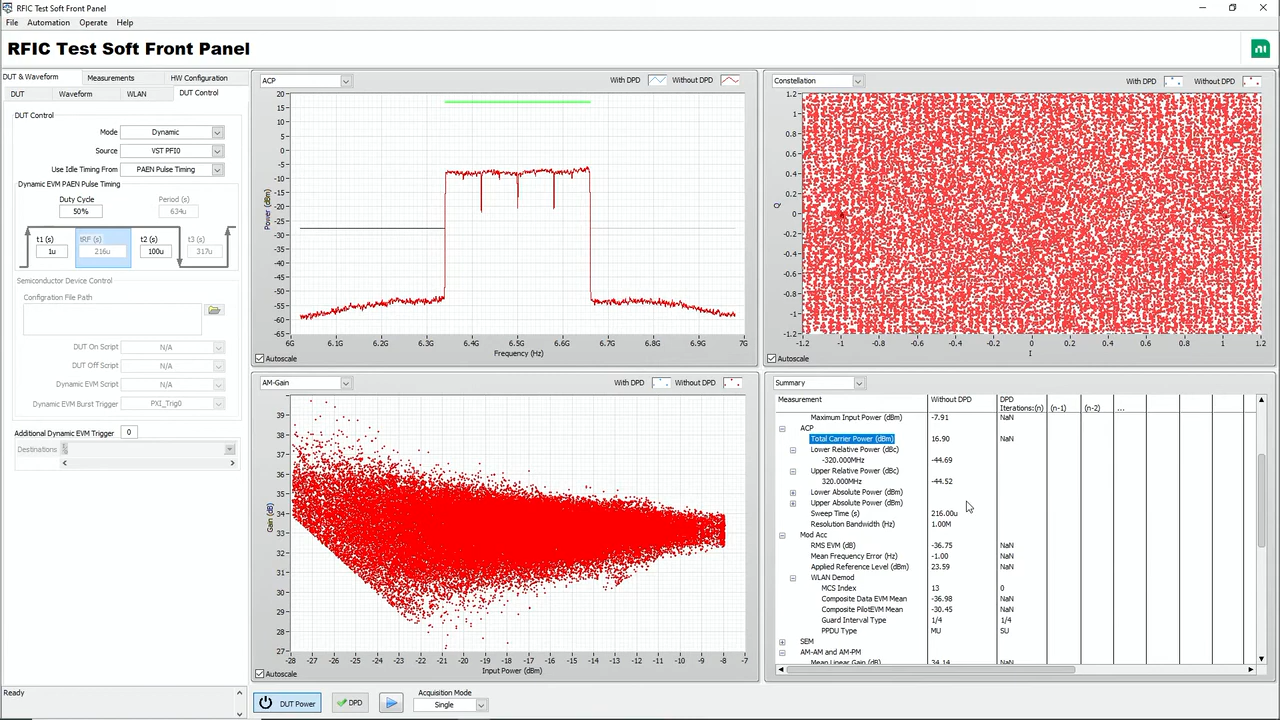 RFIC Test Soft Front Panel
File Automation Operate Help
RFIC Test Soft Front Panel
DUT & Waveform Measurements HW Configuration
DUT Waveform WLAN DUT Control
DUT Control
Mode Dynamic
Source VST PFI0
Use Idle Timing From PAEN Pulse Timing
Dynamic EVM PAEN Pulse Timing
Duty Cycle Period (s)
50% 634u
t1 (s) tRF (s) t2 (s) t3 (s)
1u 216u 100u 317u
Semiconductor Device Control
Configration File Path
DUT On Script N/A
DUT Off Script N/A
Dynamic EVM Script N/A
Dynamic EVM Burst Trigger PXI_Trig0
Additional Dynamic EVM Trigger 0
Destinations
Ready
ACP With DPD Without DPD
20
15
10
5
0
-5
-10
-15
-20
-25
-30
-35
-40
-45
-50
-55
-60
-65
Power (dBm)
6G 6.1G 6.2G 6.3G 6.4G 6.5G 6.6G 6.7G 6.8G 6.9G 7G
Frequency (Hz)
Autoscale
Constellation With DPD Without DPD
1.2
1
0.8
0.6
0.4
0.2
0
-0.2
-0.4
-0.6
-0.8
-1
-1.2
Q
-1.2 -1 -0.8 -0.6 -0.4 -0.2 0 0.2 0.4 0.6 0.8 1 1.2
I
Autoscale
AM-Gain With DPD Without DPD
39
38
37
36
35
34
33
32
31
30
29
28
27
Gain (dB)
-28 -27 -26 -25 -24 -23 -22 -21 -20 -19 -18 -17 -16 -15 -14 -13 -12 -11 -10 -9 -8 -7
Input Power (dBm)
Autoscale
Summary
Measurement Without DPD DPD Iterations:(n) (n-1) (n-2) ...
Maximum Input Power (dBm) -7.91 NaN
ACP
Total Carrier Power (dBm) 16.90 NaN
Lower Relative Power (dBc)
-320.000MHz -44.69
Upper Relative Power (dBc)
320.000MHz -44.52
Lower Absolute Power (dBm)
Upper Absolute Power (dBm)
Sweep Time (s) 216.00u
Resolution Bandwidth (Hz) 1.00M
Mod Acc
RMS EVM (dB) -36.75 NaN
Mean Frequency Error (Hz) -1.00 NaN
Applied Reference Level (dBm) 23.59 NaN
WLAN Demod
MCS Index 13 0
Composite Data EVM Mean -36.98 NaN
Composite PilotEVM Mean -30.45 NaN
Guard Interval Type 1/4 1/4
PPDU Type MU SU
SEM
AM-AM and AM-PM
Mean Linear Gain (dB) 34.14 NaN
DUT Power DPD Acquisition Mode
Single